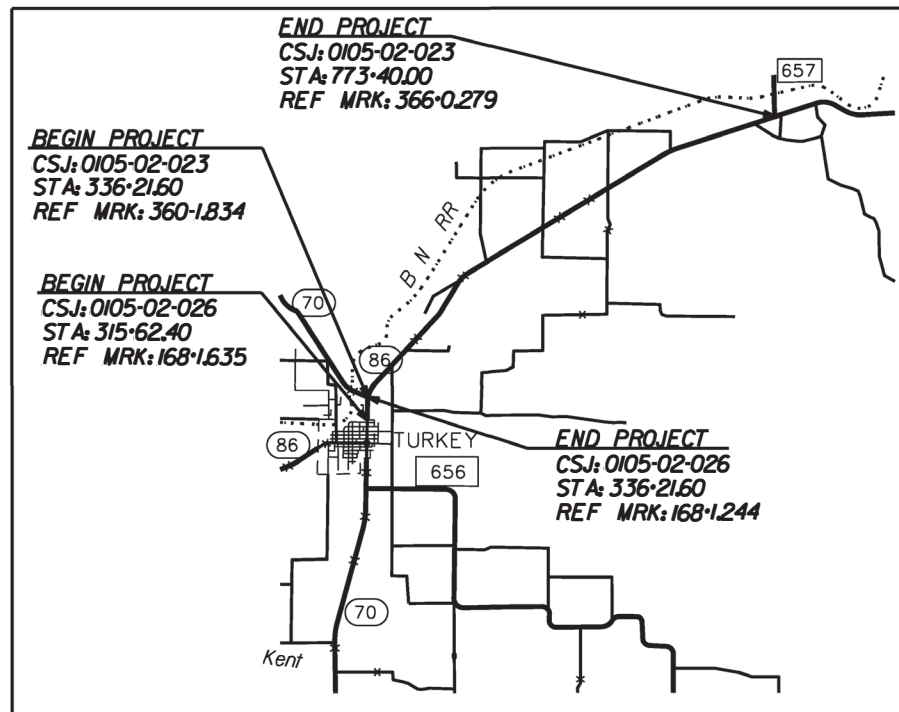 END PROJECT
CSJ: 0105-02-023
STA: 773+40.00
REF MRK: 366+0.279
657
BEGIN PROJECT
CSJ: 0105-02-023
STA: 336+21.60
REF MRK: 360-1.834
B N RR
BEGIN PROJECT
CSJ: 0105-02-026
STA: 315+62.40
REF MRK: 168+1.635
70
86
86
TURKEY
656
END PROJECT
CSJ: 0105-02-026
STA: 336+21.60
REF MRK: 168+1.244
70
Kent